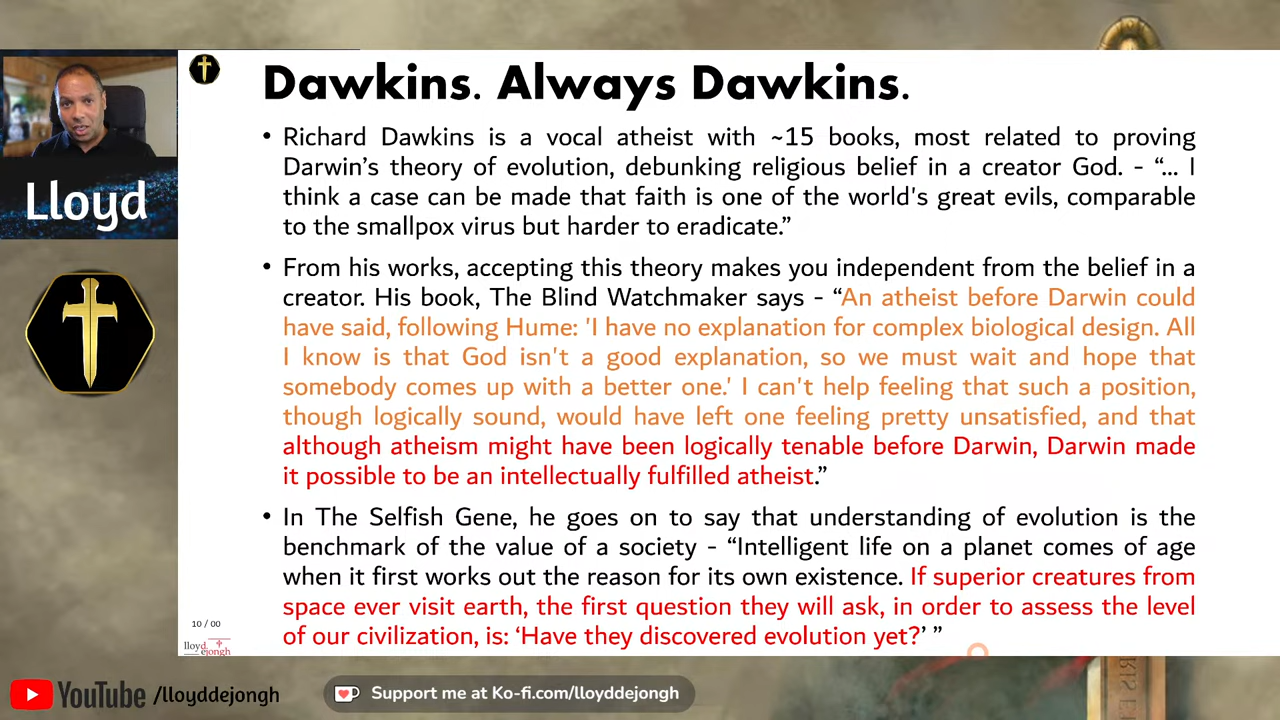 Dawkins. Always Dawkins.
• Richard Dawkins is a vocal atheist with ~15 books, most related to proving
Darwin's theory of evolution, debunking religious belief in a creator God. - “... I
think a case can be made that faith is one of the world's great evils, comparable
to the smallpox virus but harder to eradicate.”
• From his works, accepting this theory makes you independent from the belief in a
creator. His book, The Blind Watchmaker says - “An atheist before Darwin could
have said, following Hume: 'I have no explanation for complex biological design. All
I know is that God isn't a good explanation, so we must wait and hope that
somebody comes up with a better one.' I can't help feeling that such a position,
though logically sound, would have left one feeling pretty unsatisfied, and that
although atheism might have been logically tenable before Darwin, Darwin made
it possible to be an intellectually fulfilled atheist.”
• In The Selfish Gene, he goes on to say that understanding of evolution is the
benchmark of the value of a society - “Intelligent life on a planet comes of age
when it first works out the reason for its own existence. If superior creatures from
space ever visit earth, the first question they will ask, in order to assess the level
of our civilization, is: ‘Have they discovered evolution yet?’ ”
Lloyd
10 / 00
lloyd
ejongh
YouTube /lloyddejongh
Support me at Ko-fi.com/lloyddejongh